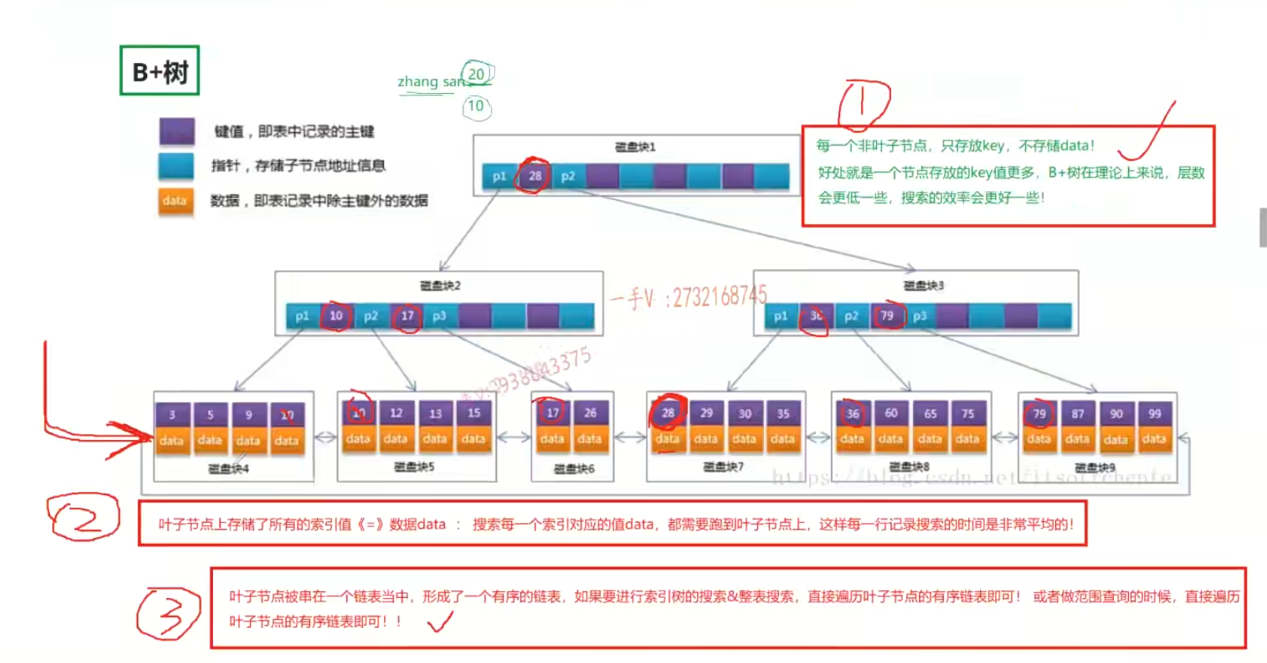 B+树
zhang san 20
10
键值，即表中记录的主键
指针，存储子节点地址信息
data 数据，即表记录中除主键外的数据
①
每一个非叶子节点，只存放key，不存储data！
好处就是一个节点存放的key值更多，B+树在理论上来说，层数
会更低一些，搜索的效率会更好一些！
磁盘块1
p1 28 p2
磁盘块2
p1 10 p2 17 p3
一手V：2732168745
磁盘块3
p1 36 p2 79 p3
3 5 9 10
data data data data
磁盘块4
10 12 13 15
data data data data
磁盘块5
17 26
data data
磁盘块6
28 29 30 35
data data data data
磁盘块7
36 60 65 75
data data data data
磁盘块8
79 87 90 99
data data data data
磁盘块9
②
叶子节点上存储了所有的索引值《=》数据data ： 搜索每一个索引对应的值data，都需要跑到叶子节点上，这样每一行记录搜索的时间是非常平均的！
③
叶子节点被串在一个链表当中，形成了一个有序的链表，如果要进行索引树的搜索&整表搜索，直接遍历叶子节点的有序链表即可！ 或者做范围查询的时候，直接遍历
叶子节点的有序链表即可！！